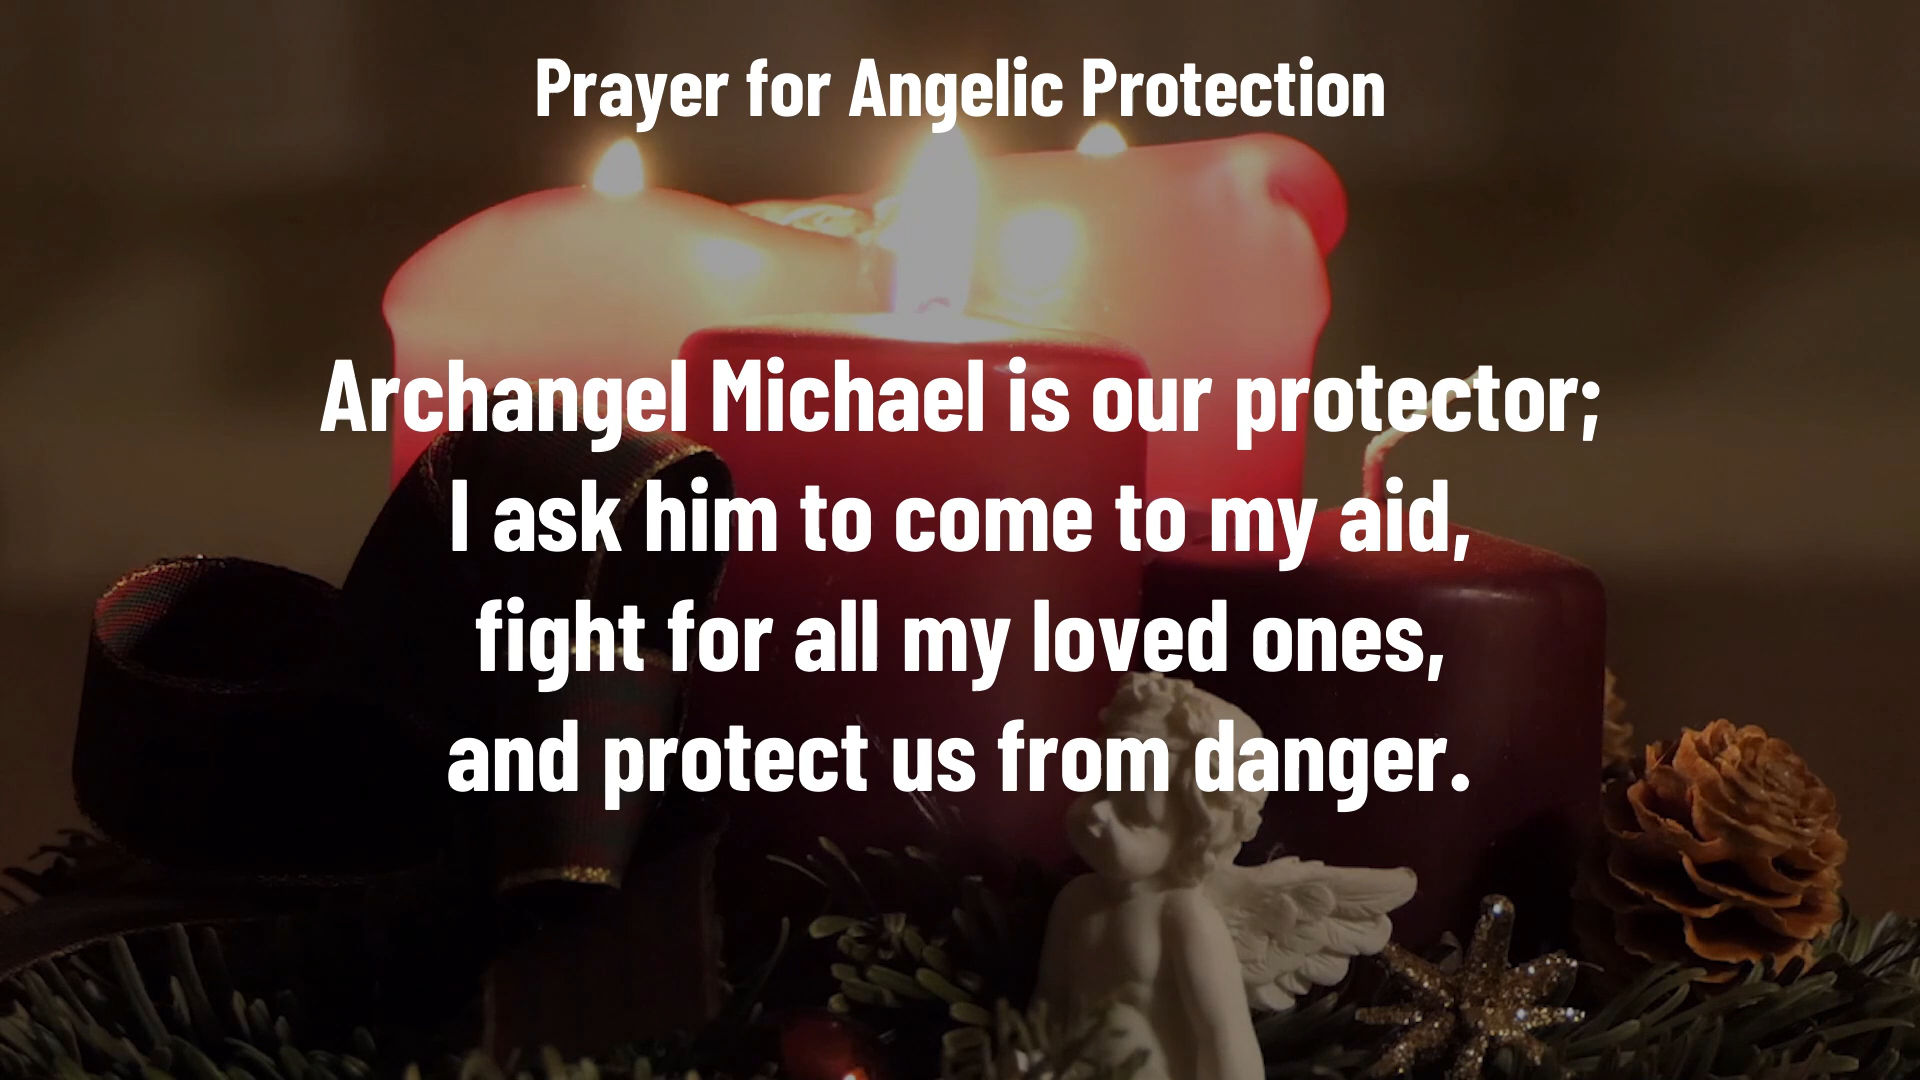 Prayer for Angelic Protection
Archangel Michael is our protector;
I ask him to come to my aid,
fight for all my loved ones,
and protect us from danger.